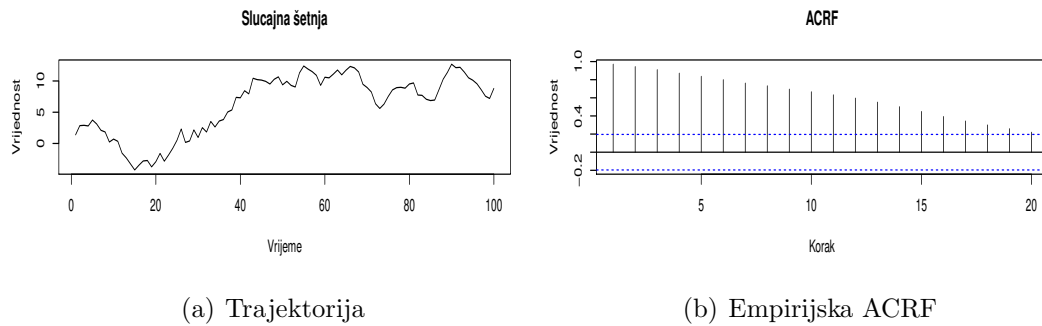 Slucajna šetnja
Vrijednost
0 5 10
0 20 40 60 80 100
Vrijeme
(a) Trajektorija
ACRF
Vrijednost
−0.2 0.4 1.0
5 10 15 20
Korak
(b) Empirijska ACRF